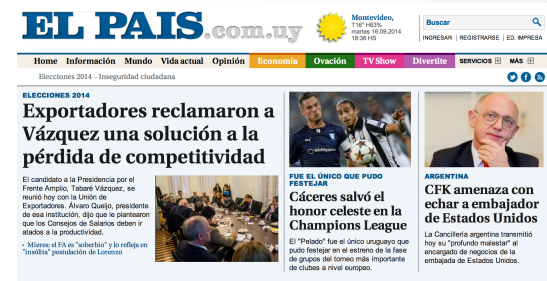 EL PAIS.com.uy
Montevideo,
T16° H83%
martes 16.09.2014
18:38 HS
Buscar
INGRESAR | REGISTRARSE | ED. IMPRESA
Home Información Mundo Vida actual Opinión Economía Ovación TV Show Divertite SERVICIOS MÁS
Elecciones 2014 - Inseguridad ciudadana
ELECCIONES 2014
Exportadores reclamaron a
Vázquez una solución a la
pérdida de competitividad
El candidato a la Presidencia por el
Frente Amplio, Tabaré Vázquez, se
reunió hoy con la Unión de
Exportadores. Álvaro Queijo, presidente
de esa institución, dijo que le plantearon
que los Consejos de Salarios deben ir
atados a la productividad.
Mieres: el FA es "soberbio" y lo refleja en
"insólita" postulación de Lorenzo
FUE EL ÚNICO QUE PUDO
FESTEJAR
Cáceres salvó el
honor celeste en la
Champions League
El "Pelado" fue el único uruguayo que
pudo festejar en el estreno de la fase
de grupos del torneo más importante
de clubes a nivel europeo.
ARGENTINA
CFK amenaza con
echar a embajador
de Estados Unidos
La Cancillería argentina transmitió
hoy su "profundo malestar" al
encargado de negocios de la
embajada de Estados Unidos.